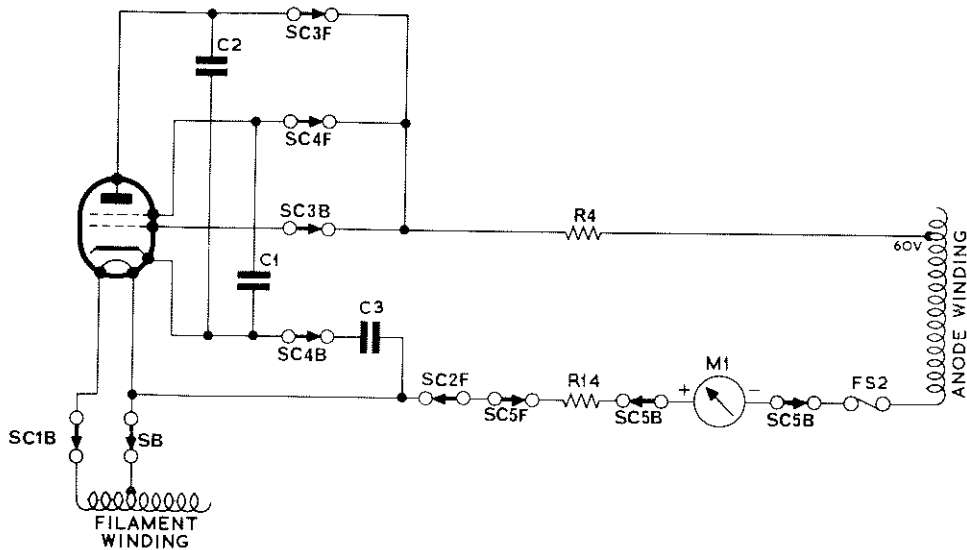 SC3F
C2
SC4F
SC3B
R4
60V
ANODE WINDING
C1
C3
SC4B
M1
SC2F
R14
FS2
SC5F
SC5B
+
−
SC5B
SC1B
SB
FILAMENT
WINDING